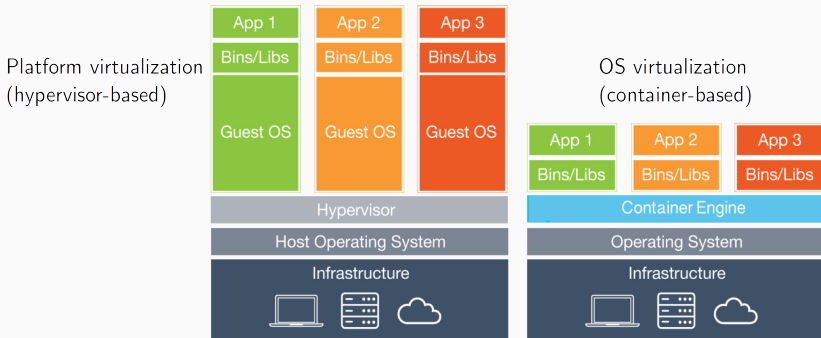 Platform virtualization
(hypervisor-based)
App 1
App 2
App 3
Bins/Libs
Bins/Libs
Bins/Libs
Guest OS
Guest OS
Guest OS
Hypervisor
Host Operating System
Infrastructure
OS virtualization
(container-based)
App 1
App 2
App 3
Bins/Libs
Bins/Libs
Bins/Libs
Container Engine
Operating System
Infrastructure